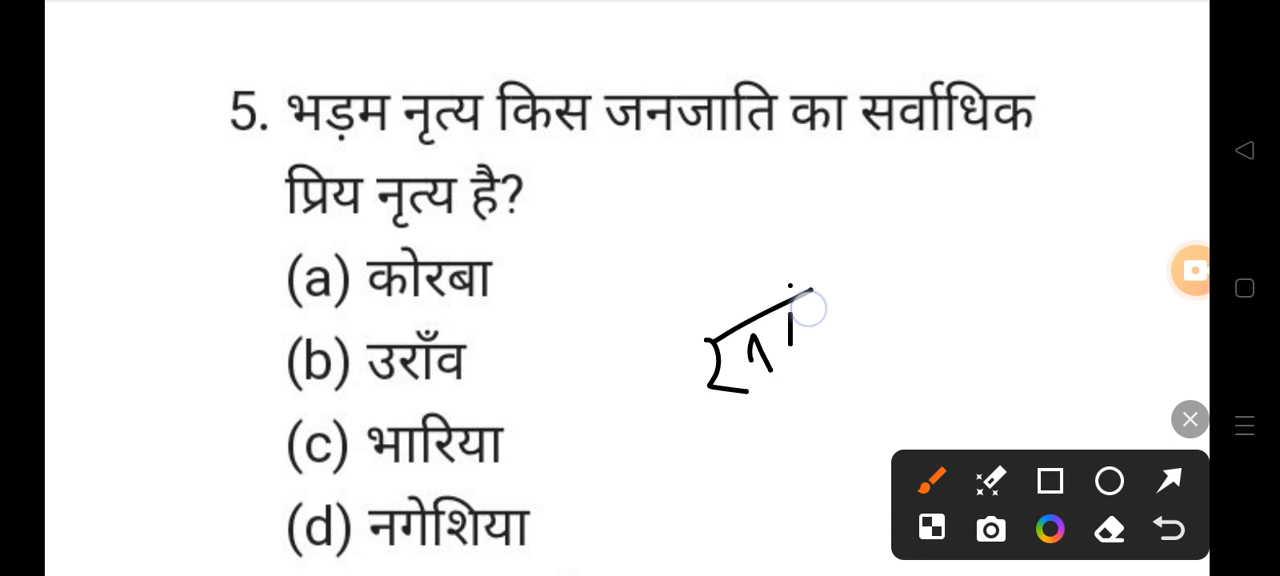 5. भड़म नृत्य किस जनजाति का सर्वाधिक
प्रिय नृत्य है?
(a) कोरबा
(b) उराँव
(c) भारिया
(d) नगेशिया